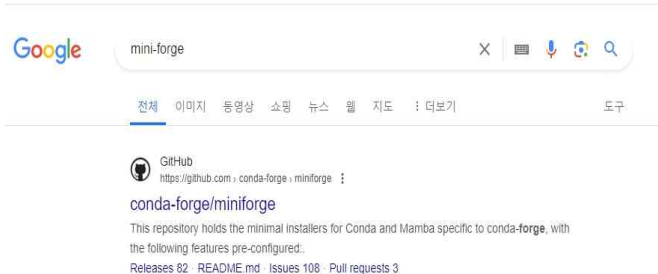 Google
mini-forge
전체 이미지 동영상 쇼핑 뉴스 웹 지도 ⋮ 더보기 도구
GitHub
https://github.com › conda-forge › miniforge ⋮
conda-forge/miniforge
This repository holds the minimal installers for Conda and Mamba specific to conda-forge, with
the following features pre-configured:.
Releases 82 · README.md · Issues 108 · Pull requests 3